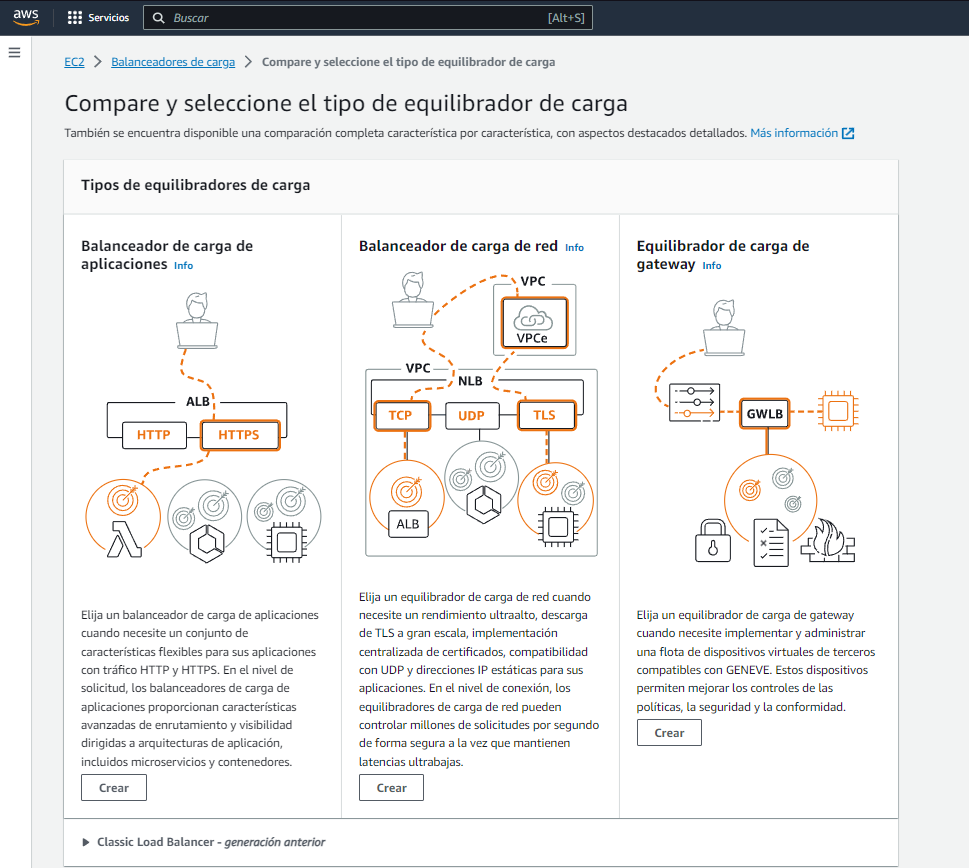 aws
Servicios
Buscar
[Alt+S]
EC2 > Balanceadores de carga > Compare y seleccione el tipo de equilibrador de carga
Compare y seleccione el tipo de equilibrador de carga
También se encuentra disponible una comparación completa característica por característica, con aspectos destacados detallados. Más información
Tipos de equilibradores de carga
Balanceador de carga de
aplicaciones Info
ALB
HTTP
HTTPS
Elija un balanceador de carga de aplicaciones
cuando necesite un conjunto de
características flexibles para sus aplicaciones
con tráfico HTTP y HTTPS. En el nivel de
solicitud, los balanceadores de carga de
aplicaciones proporcionan características
avanzadas de enrutamiento y visibilidad
dirigidas a arquitecturas de aplicación,
incluidos microservicios y contenedores.
Crear
Balanceador de carga de red Info
VPC
VPCe
VPC
NLB
TCP
UDP
TLS
ALB
Elija un equilibrador de carga de red cuando
necesite un rendimiento ultraalto, descarga
de TLS a gran escala, implementación
centralizada de certificados, compatibilidad
con UDP y direcciones IP estáticas para sus
aplicaciones. En el nivel de conexión, los
equilibradores de carga de red pueden
controlar millones de solicitudes por segundo
de forma segura a la vez que mantienen
latencias ultrabajas.
Crear
Equilibrador de carga de
gateway Info
GWLB
Elija un equilibrador de carga de gateway
cuando necesite implementar y administrar
una flota de dispositivos virtuales de terceros
compatibles con GENEVE. Estos dispositivos
permiten mejorar los controles de las
políticas, la seguridad y la conformidad.
Crear
Classic Load Balancer - generación anterior